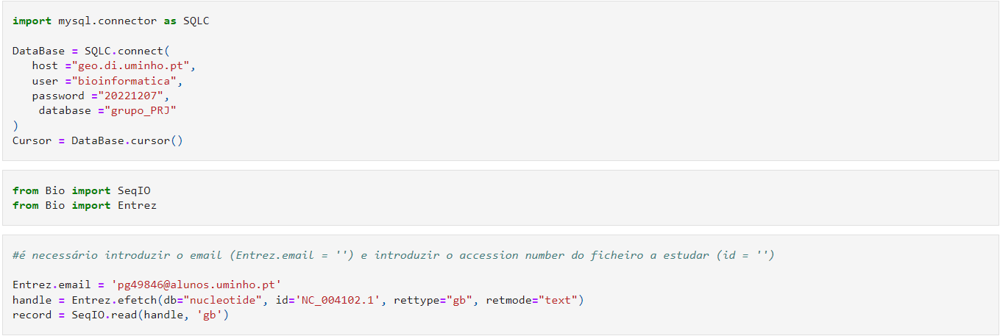 import mysql.connector as SQLC
DataBase = SQLC.connect(
host ="geo.di.uminho.pt",
user ="bioinformatica",
password ="20221207",
database ="grupo_PRJ"
)
Cursor = DataBase.cursor()
from Bio import SeqIO
from Bio import Entrez
#é necessário introduzir o email (Entrez.email = '') e introduzir o accession number do ficheiro a estudar (id = '')
Entrez.email = 'pg49846@alunos.uminho.pt'
handle = Entrez.efetch(db="nucleotide", id='NC_004102.1', rettype="gb", retmode="text")
record = SeqIO.read(handle, 'gb')